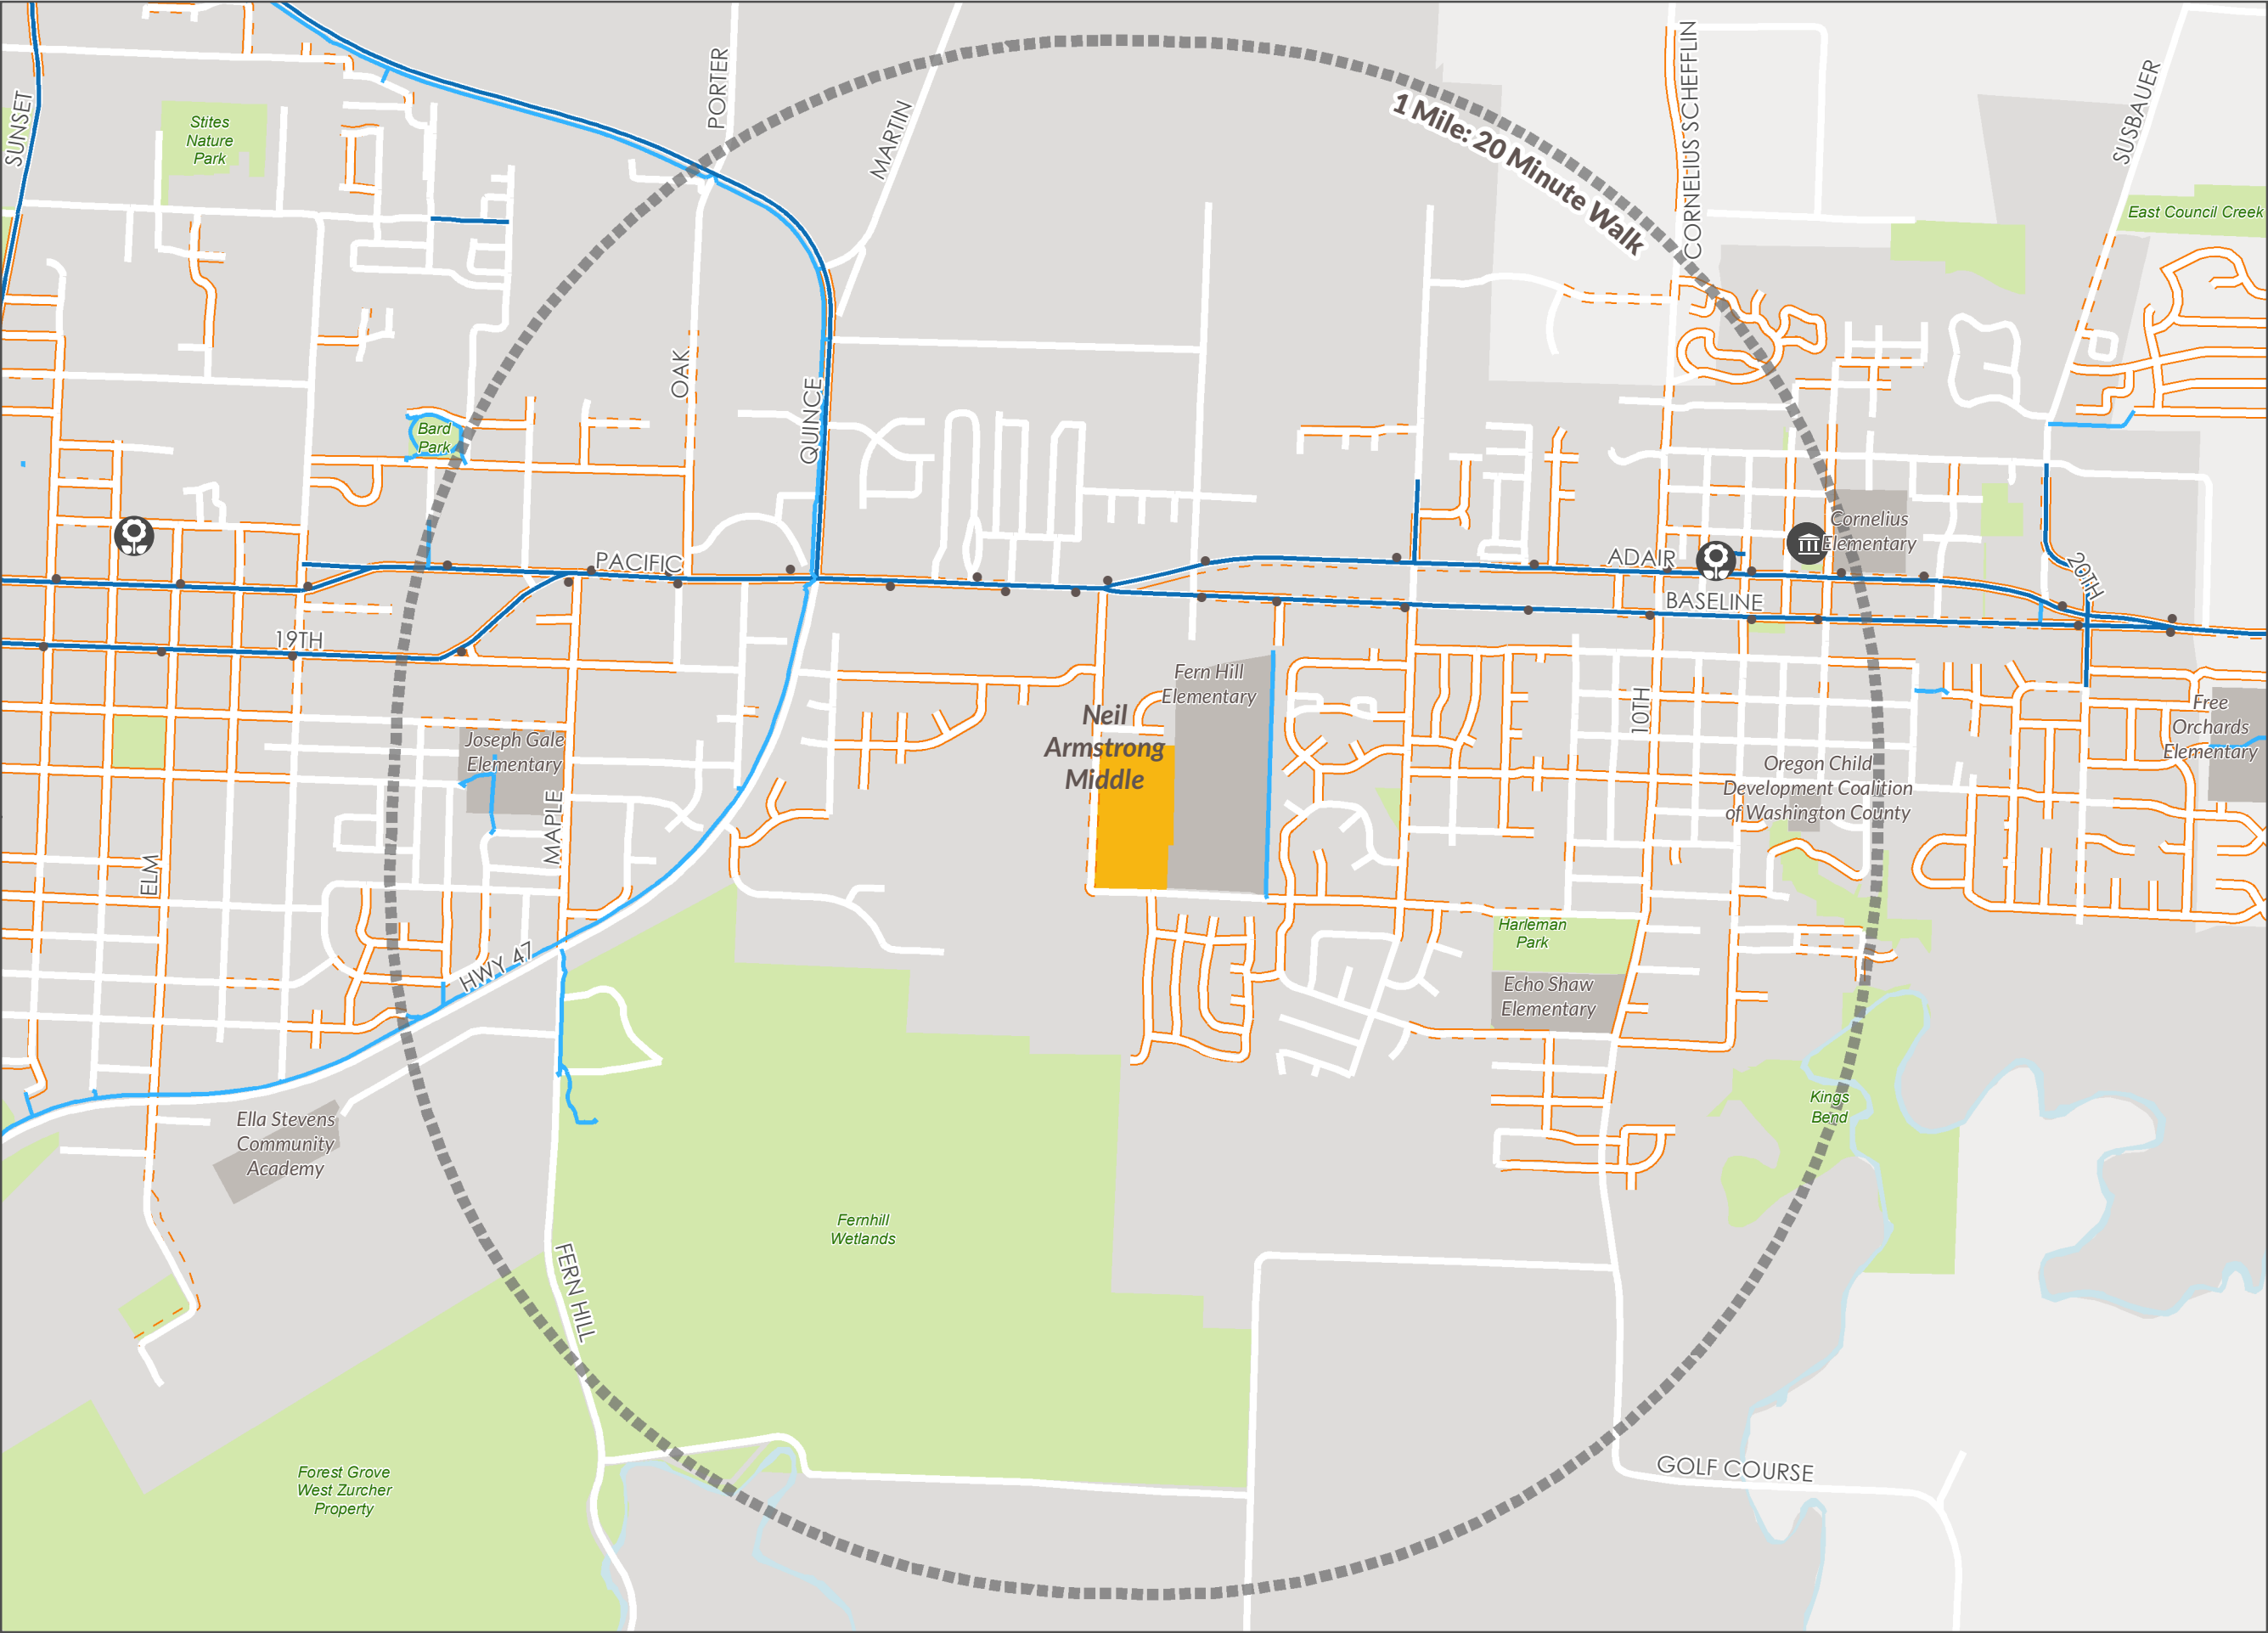 SUNSET
Stites
Nature
Park
PORTER
MARTIN
1 Mile: 20 Minute Walk
CORNELIUS SCHEFFLIN
SUSBAUER
East Council Creek
OAK
QUINCE
Bard
Park
PACIFIC
ADAIR
Cornelius
Elementary
20TH
BASELINE
19TH
Fern Hill
Elementary
10TH
Neil
Armstrong
Middle
Free
Orchards
Elementary
Joseph Gale
Elementary
Oregon Child
Development Coalition
of Washington County
MAPLE
ELM
Harleman
Park
HWY 47
Echo Shaw
Elementary
Kings
Bend
Ella Stevens
Community
Academy
Fernhill
Wetlands
FERN HILL
GOLF COURSE
Forest Grove
West Zurcher
Property